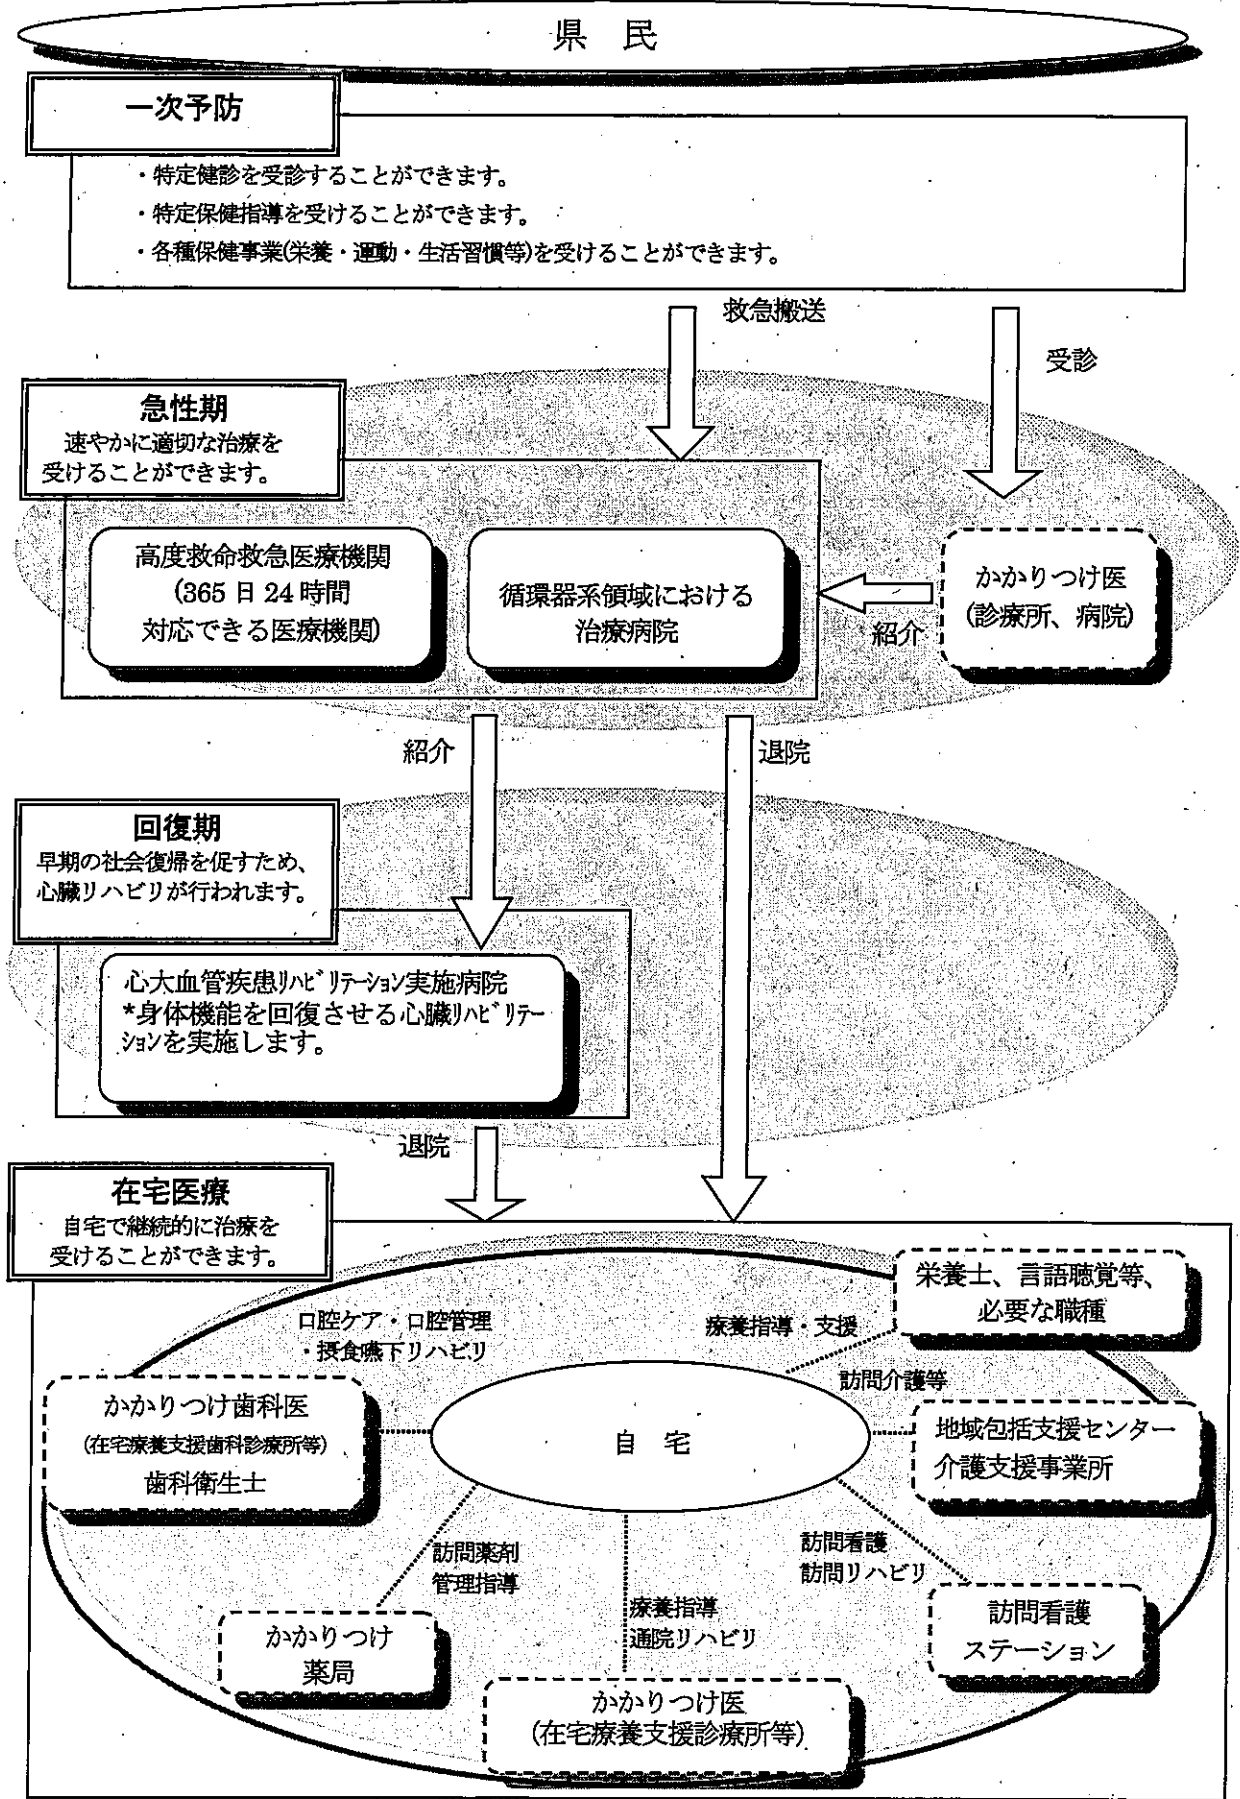 県 民
一次予防
・特定健診を受診することができます。
・特定保健指導を受けることができます。
・各種保健事業(栄養・運動・生活習慣等)を受けることができます。
救急搬送
受診
急性期
速やかに適切な治療を
受けることができます。
高度救命救急医療機関
(365 日 24 時間
対応できる医療機関)
循環器系領域における
治療病院
紹介
かかりつけ医
(診療所、病院)
紹介
退院
回復期
早期の社会復帰を促すため、
心臓リハビリが行われます。
心大血管疾患ﾘﾊﾋﾞﾘﾃｰｼｮﾝ実施病院
*身体機能を回復させる心臓ﾘﾊﾋﾞﾘﾃｰ
ｼｮﾝを実施します。
退院
在宅医療
自宅で継続的に治療を
受けることができます。
栄養士、言語聴覚等、
必要な職種
口腔ケア・口腔管理
・摂食嚥下リハビリ
療養指導・支援
訪問介護等
かかりつけ歯科医
(在宅療養支援歯科診療所等)
歯科衛生士
自 宅
地域包括支援センター
介護支援事業所
訪問薬剤
管理指導
療養指導
通院リハビリ
訪問看護
訪問リハビリ
かかりつけ
薬局
かかりつけ医
(在宅療養支援診療所等)
訪問看護
ステーション